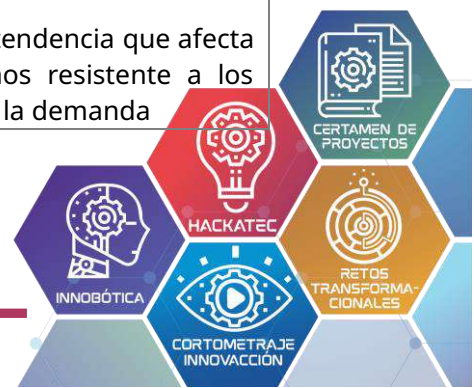 tendencia que afecta
nos resistente a los
la demanda
CERTAMEN DE
PROYECTOS
HACKATEC
INNOBÓTICA
RETOS
TRANSFORMA-
CIONALES
CORTOMETRAJE
INNOVACCIÓN